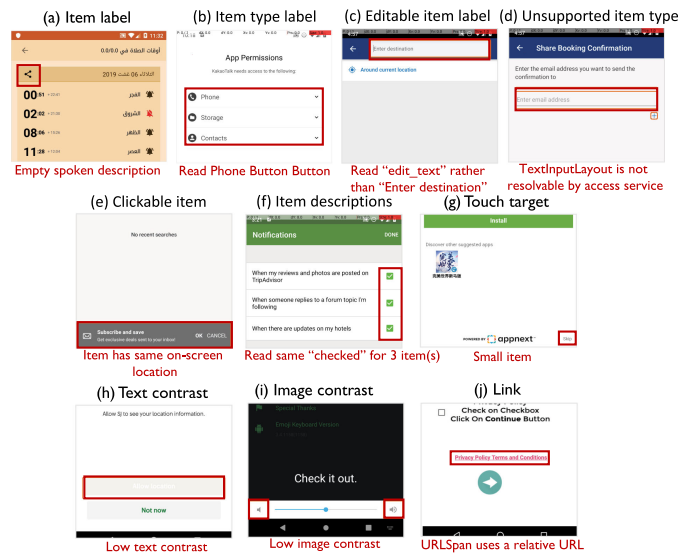 (a) Item label
(b) Item type label
(c) Editable item label
(d) Unsupported item type
11:32
أوقات الصلاة في 0.0/0.0
الثلاثاء 06 غشت 2019
00:51
الفجر
02:02
الشروق
08:06
الظهر
11:28
العصر
App Permissions
KakaoTalk needs access to the following.
Phone
Storage
Contacts
4:37
Enter destination
Around current location
4:37
Share Booking Confirmation
Enter the email address you want to send the
confirmation to
Enter email address
Empty spoken description
Read Phone Button Button
Read “edit_text” rather
than “Enter destination”
TextInputLayout is not
resolvable by access service
(e) Clickable item
(f) Item descriptions
(g) Touch target
No recent searches
Subscribe and save
Get exclusive deals sent to your inbox!
OK CANCEL
Notifications
DONE
When my reviews and photos are posted on
TripAdvisor
When someone replies to a forum topic I'm
following
When there are updates on my hotels
Install
Discover other suggested apps
POWERED BY appnext
Skip
Item has same on-screen
location
Read same “checked” for 3 item(s)
Small item
(h) Text contrast
(i) Image contrast
(j) Link
Allow SJ to see your location information.
Not now
Special Thanks
Emoji Keyboard Version
Check it out.
Check on Checkbox
Click On Continue Button
Privacy Policy Terms and Conditions
Low text contrast
Low image contrast
URLSpan uses a relative URL